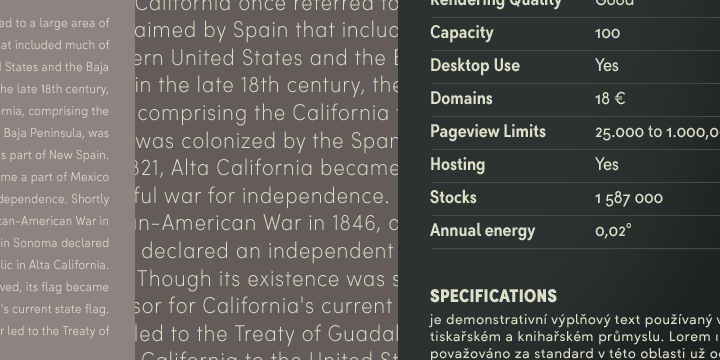 ed to a large area of
at included much of
States and the Baja
he late 18th century,
rnia, comprising the
Baja Peninsula, was
s part of New Spain.
me a part of Mexico
dependence. Shortly
can-American War in
in Sonoma declared
lic in Alta California.
ved, its flag became
's current state flag.
r led to the Treaty of
California once referred to
aimed by Spain that includ
ern United States and the B
in the late 18th century, the
comprising the California
was colonized by the Span
821, Alta California became
ful war for independence.
an-American War in 1846, a
declared an independent
Though its existence was s
sor for California's current
led to the Treaty of Guadal
California to the United St
Rendering Quality Good
Capacity 100
Desktop Use Yes
Domains 18 €
Pageview Limits 25.000 to 1.000,0
Hosting Yes
Stocks 1 587 000
Annual energy 0,02°
SPECIFICATIONS
je demonstrativní výplňový text používaný v
tiskařském a knihařském průmyslu. Lorem
považováno za standard v této oblasti už